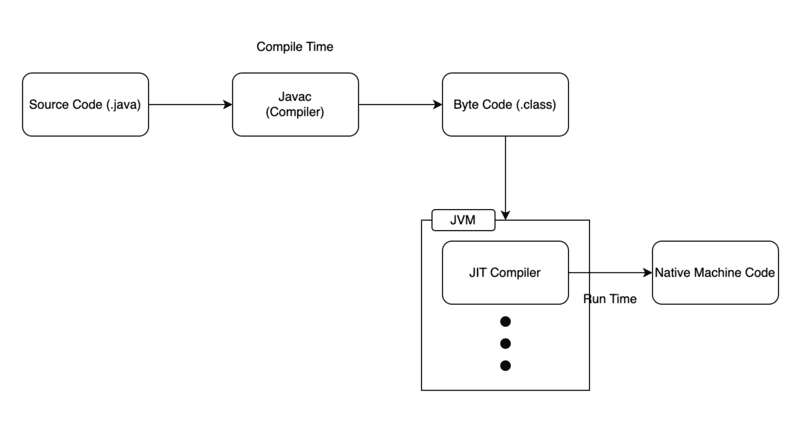 Compile Time
Source Code (.java)
Javac
(Compiler)
Byte Code (.class)
JVM
JIT Compiler
Native Machine Code
Run Time